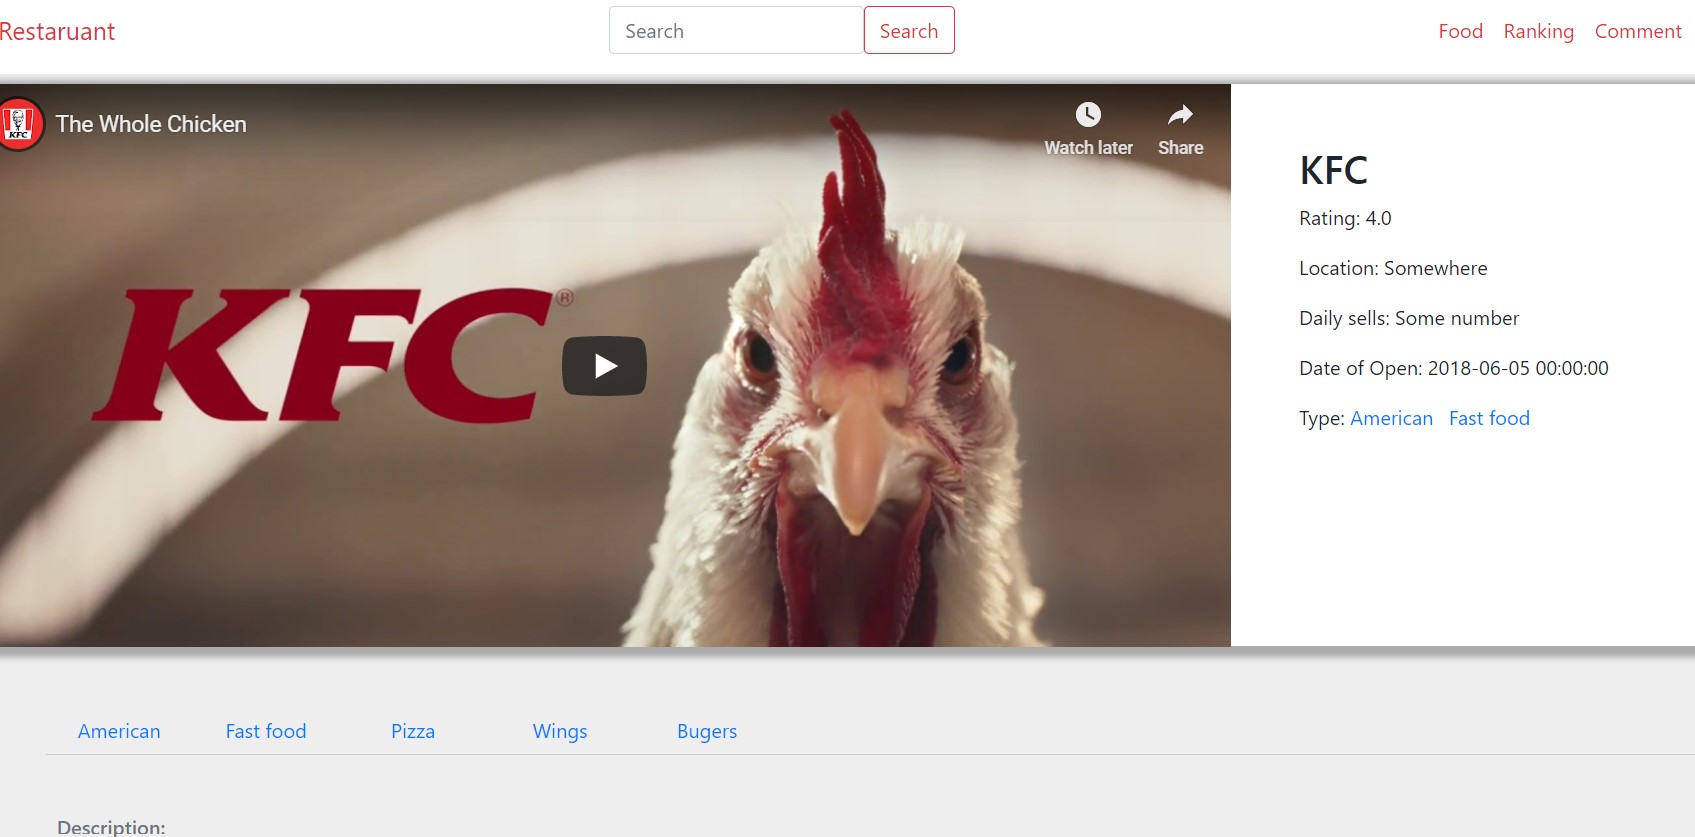 Restaruant
Search
Search
Food Ranking Comment
KFC
The Whole Chicken
Watch later
Share
KFC®
KFC
Rating: 4.0
Location: Somewhere
Daily sells: Some number
Date of Open: 2018-06-05 00:00:00
Type: American Fast food
American Fast food Pizza Wings Bugers
Description: